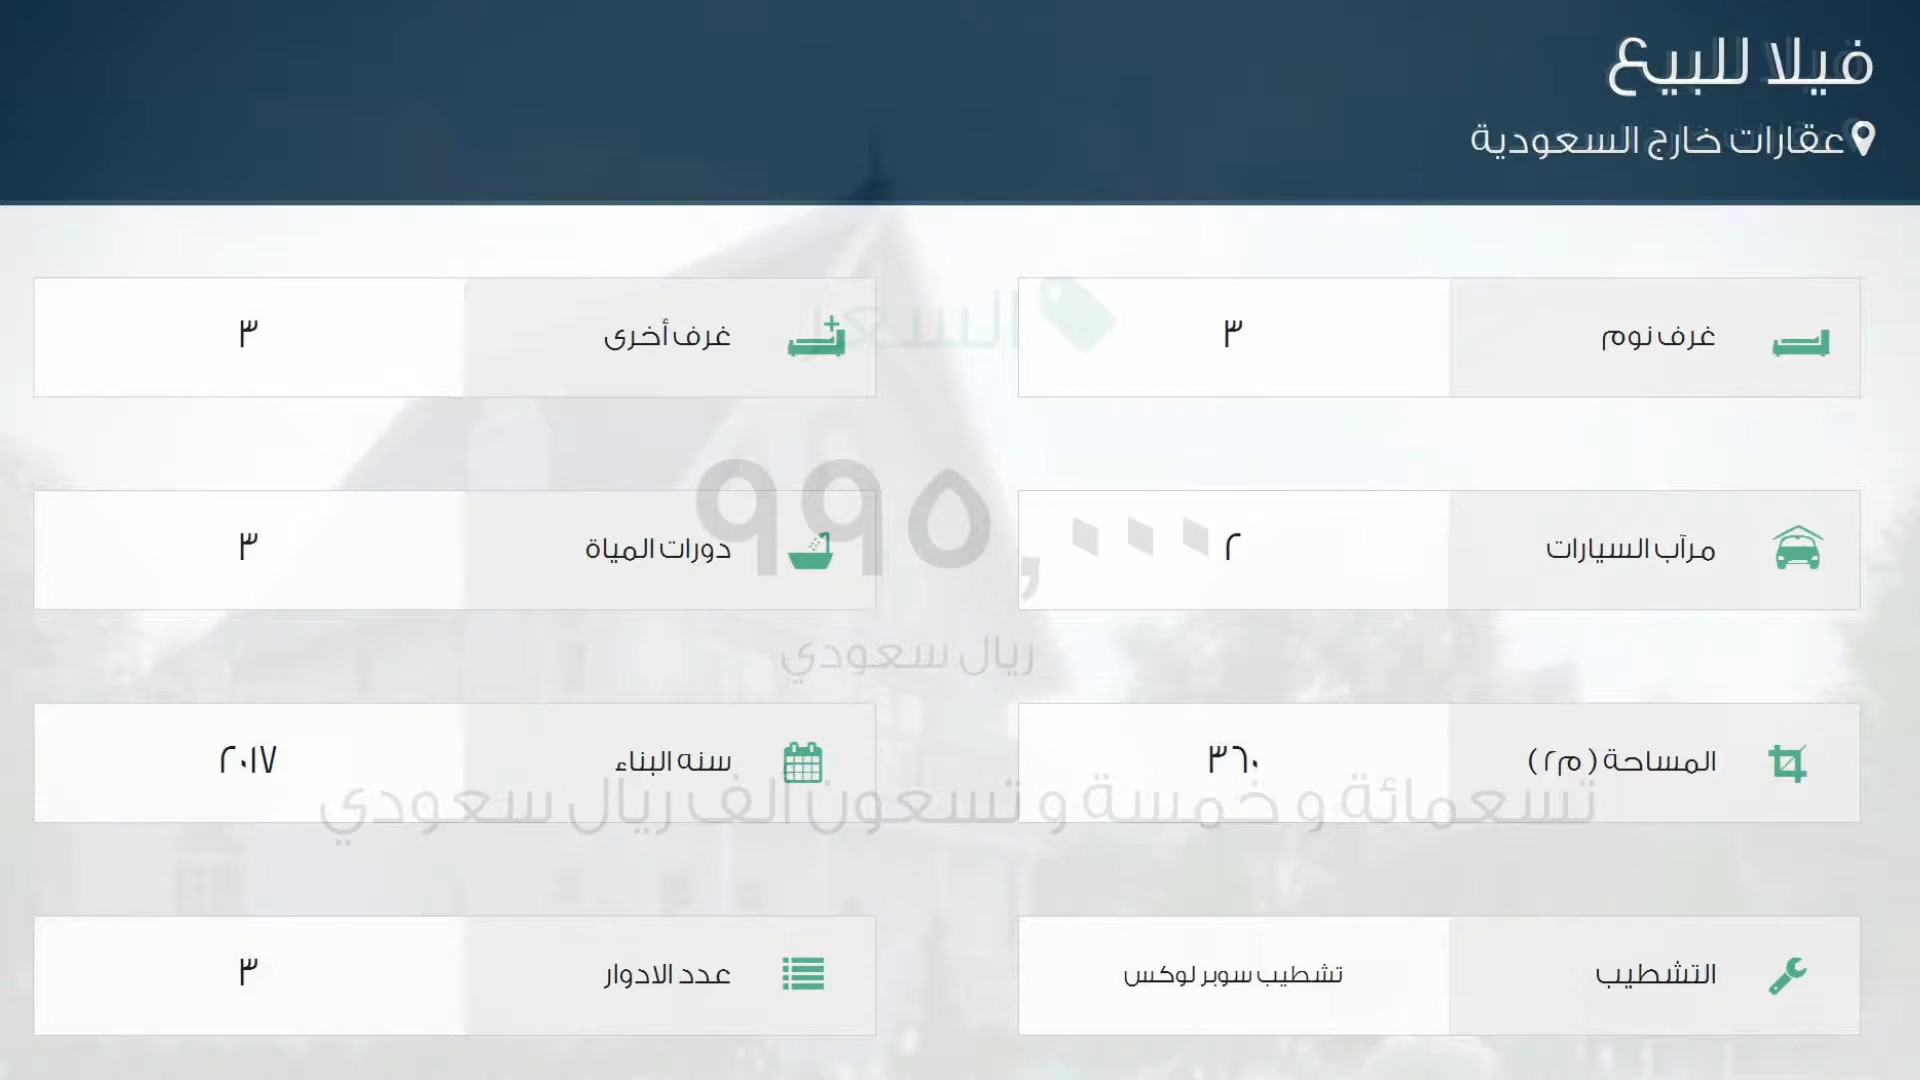 فيلا للبيع
عقارات خارج السعودية
السعر
غرف نوم
٣
غرف أخرى
٣
٩٩٥,٠٠٠
مرآب السيارات
٢
دورات المياة
٣
ريال سعودي
المساحة (م٢)
٣٦٠
سنه البناء
٢٠١٧
تسعمائة و خمسة و تسعون ألف ريال سعودي
التشطيب
تشطيب سوبر لوكس
عدد الادوار
٣